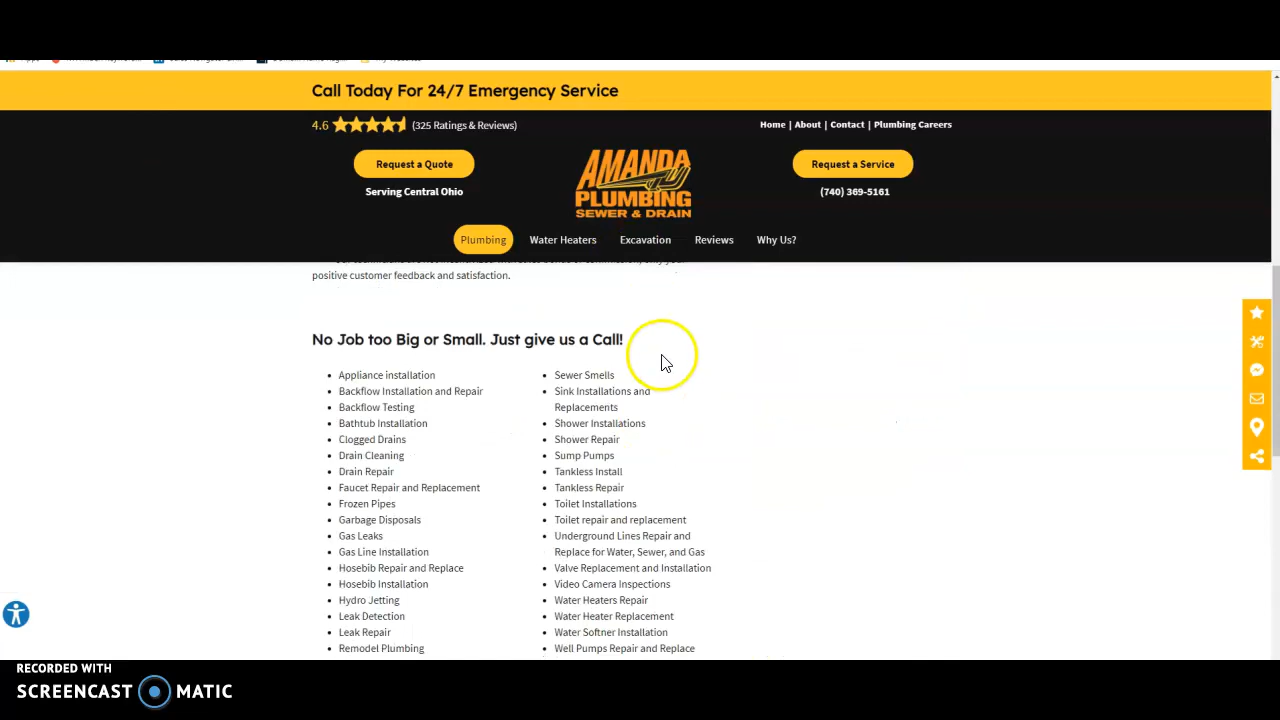 Call Today For 24/7 Emergency Service
4.6 (325 Ratings & Reviews)
Home | About | Contact | Plumbing Careers
Request a Quote
AMANDA
PLUMBING
SEWER & DRAIN
Request a Service
Serving Central Ohio
(740) 369-5161
Plumbing Water Heaters Excavation Reviews Why Us?
positive customer feedback and satisfaction.
No Job too Big or Small. Just give us a Call!
Appliance installation
Backflow Installation and Repair
Backflow Testing
Bathtub Installation
Clogged Drains
Drain Cleaning
Drain Repair
Faucet Repair and Replacement
Frozen Pipes
Garbage Disposals
Gas Leaks
Gas Line Installation
Hosebib Repair and Replace
Hosebib Installation
Hydro Jetting
Leak Detection
Leak Repair
Remodel Plumbing
Sewer Smells
Sink Installations and
Replacements
Shower Installations
Shower Repair
Sump Pumps
Tankless Install
Tankless Repair
Toilet Installations
Toilet repair and replacement
Underground Lines Repair and
Replace for Water, Sewer, and Gas
Valve Replacement and Installation
Video Camera Inspections
Water Heaters Repair
Water Heater Replacement
Water Softner Installation
Well Pumps Repair and Replace
RECORDED WITH
SCREENCAST MATIC